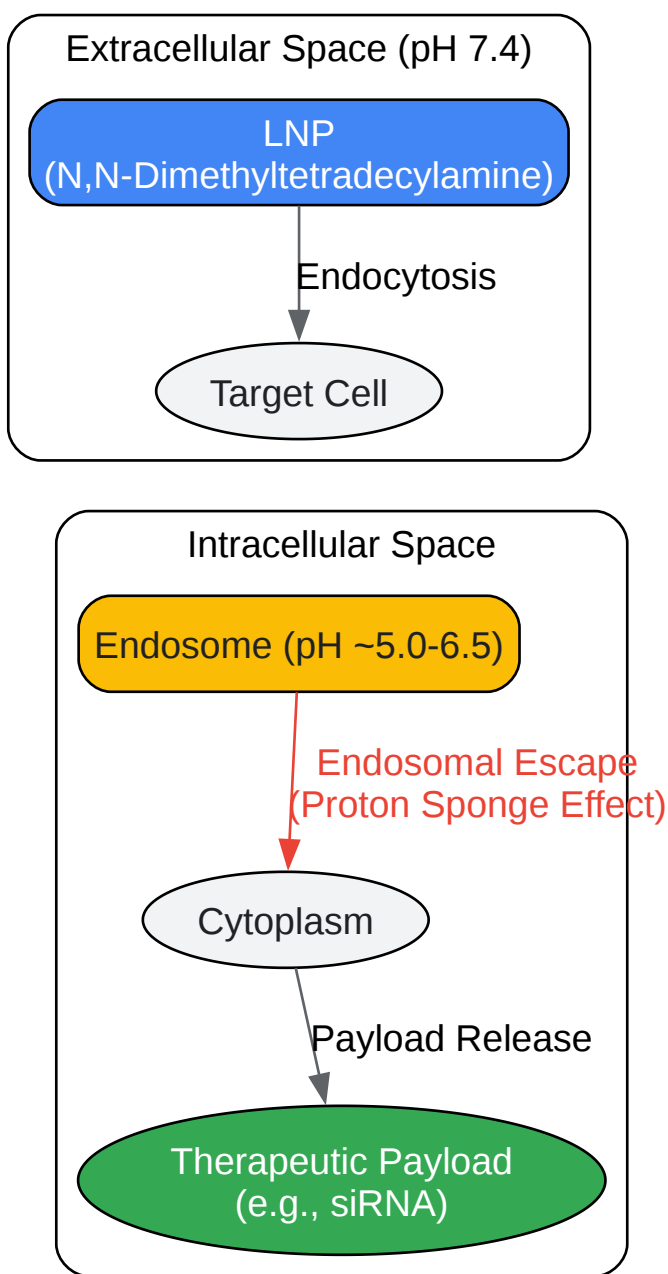 Extracellular Space (pH 7.4)
LNP
(N,N-Dimethyltetradecylamine)
Endocytosis
Target Cell
Intracellular Space
Endosome (pH ~5.0-6.5)
Endosomal Escape
(Proton Sponge Effect)
Cytoplasm
Payload Release
Therapeutic Payload
(e.g., siRNA)